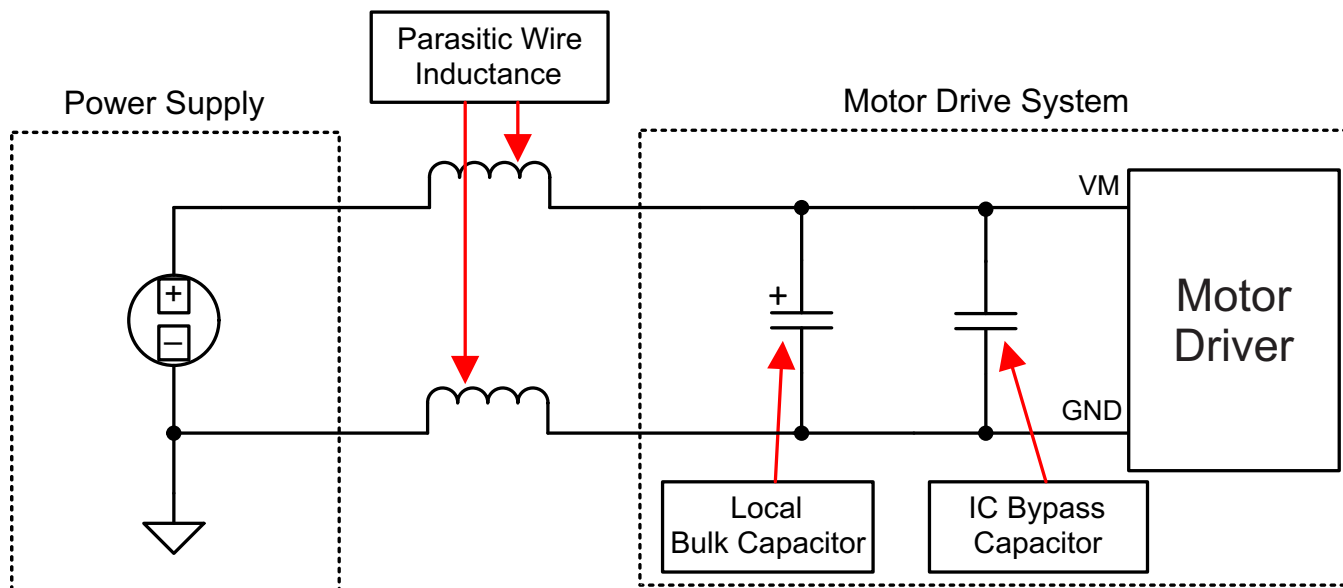 Parasitic Wire
Inductance
Power Supply
Motor Drive System
VM
+
−
+
Motor
Driver
GND
Local
Bulk Capacitor
IC Bypass
Capacitor